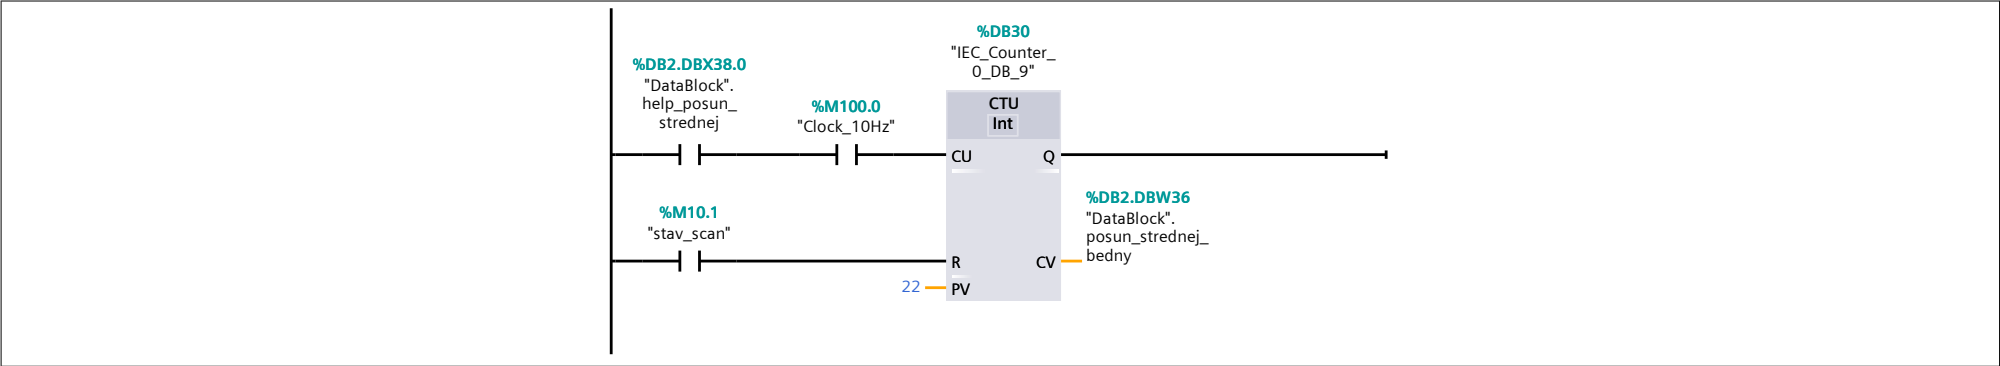 %DB30
"IEC_Counter_
0_DB_9"
%DB2.DBX38.0
"DataBlock".
help_posun_
strednej
%M100.0
"Clock_10Hz"
CTU
Int
CU
Q
%DB2.DBW36
"DataBlock".
posun_strednej_
bedny
%M10.1
"stav_scan"
R
CV
22
PV